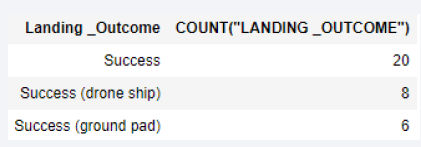 Landing _Outcome COUNT("LANDING _OUTCOME")
Success 20
Success (drone ship) 8
Success (ground pad) 6